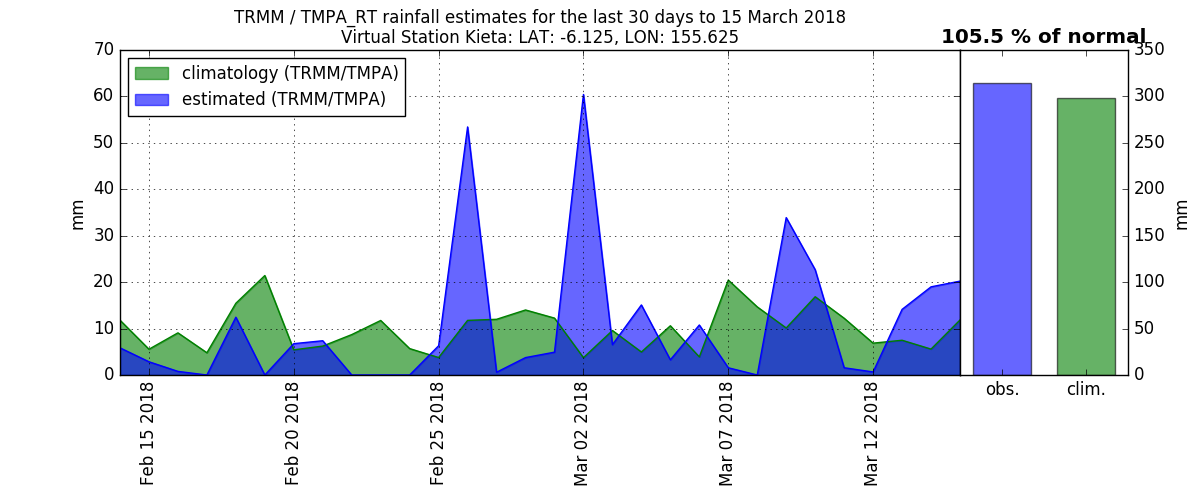 TRMM / TMPA_RT rainfall estimates for the last 30 days to 15 March 2018
Virtual Station Kieta: LAT: -6.125, LON: 155.625
105.5 % of normal
climatology (TRMM/TMPA)
estimated (TRMM/TMPA)
70
60
50
40
30
20
10
0
mm
350
300
250
200
150
100
50
0
mm
Feb 15 2018
Feb 20 2018
Feb 25 2018
Mar 02 2018
Mar 07 2018
Mar 12 2018
obs.
clim.